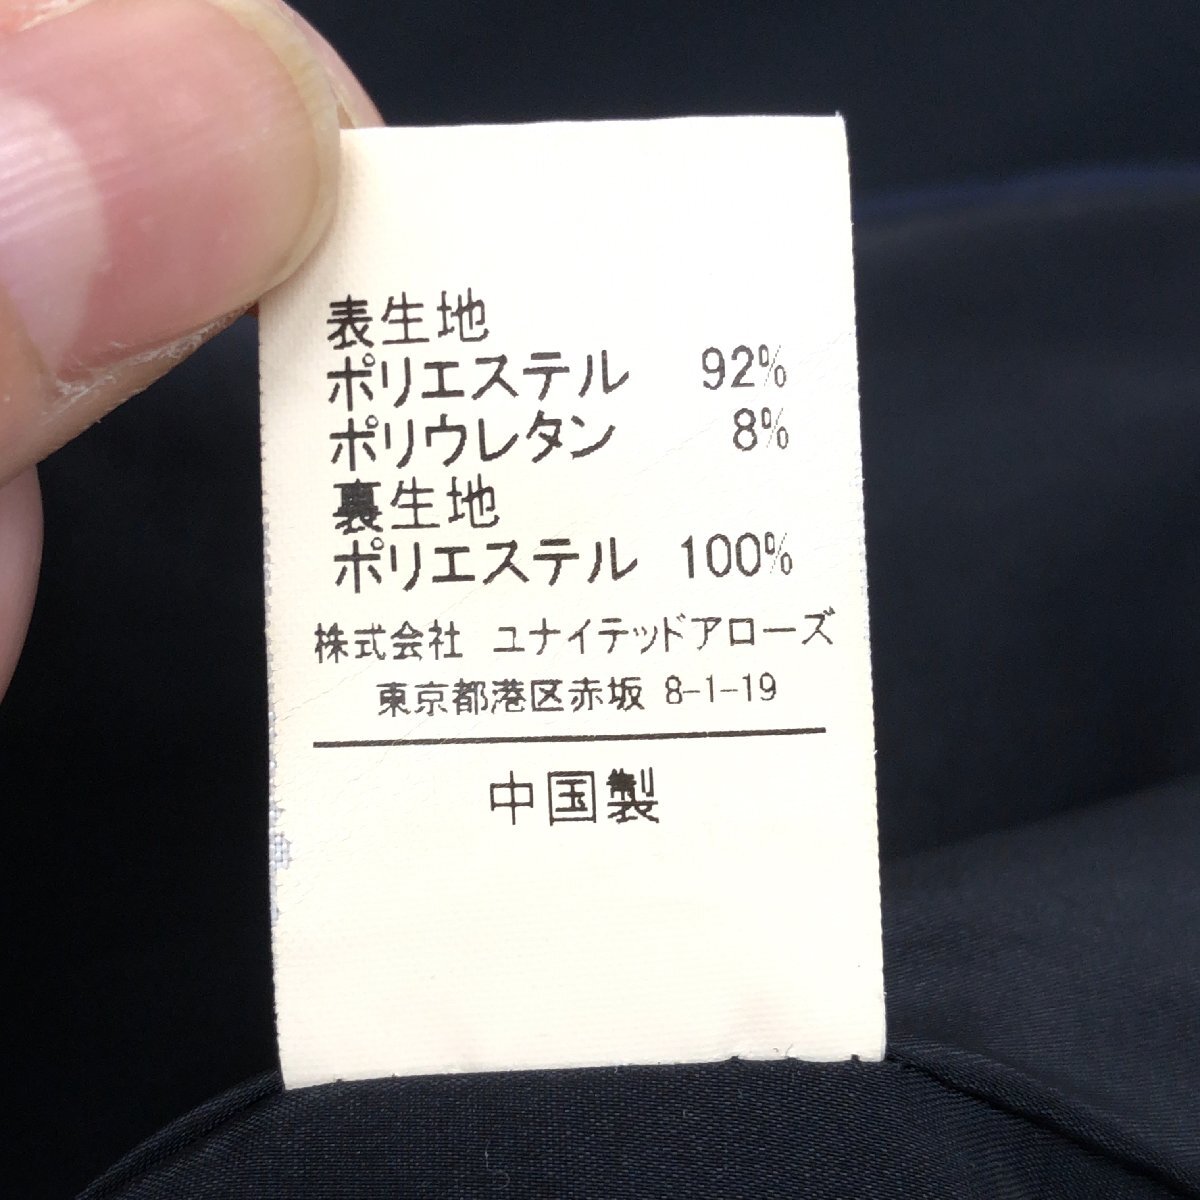 表生地
ポリエステル 92%
ポリウレタン 8%
裏生地
ポリエステル 100%
株式会社 ユナイテッドアローズ
東京都港区赤坂 8-1-19
中国製